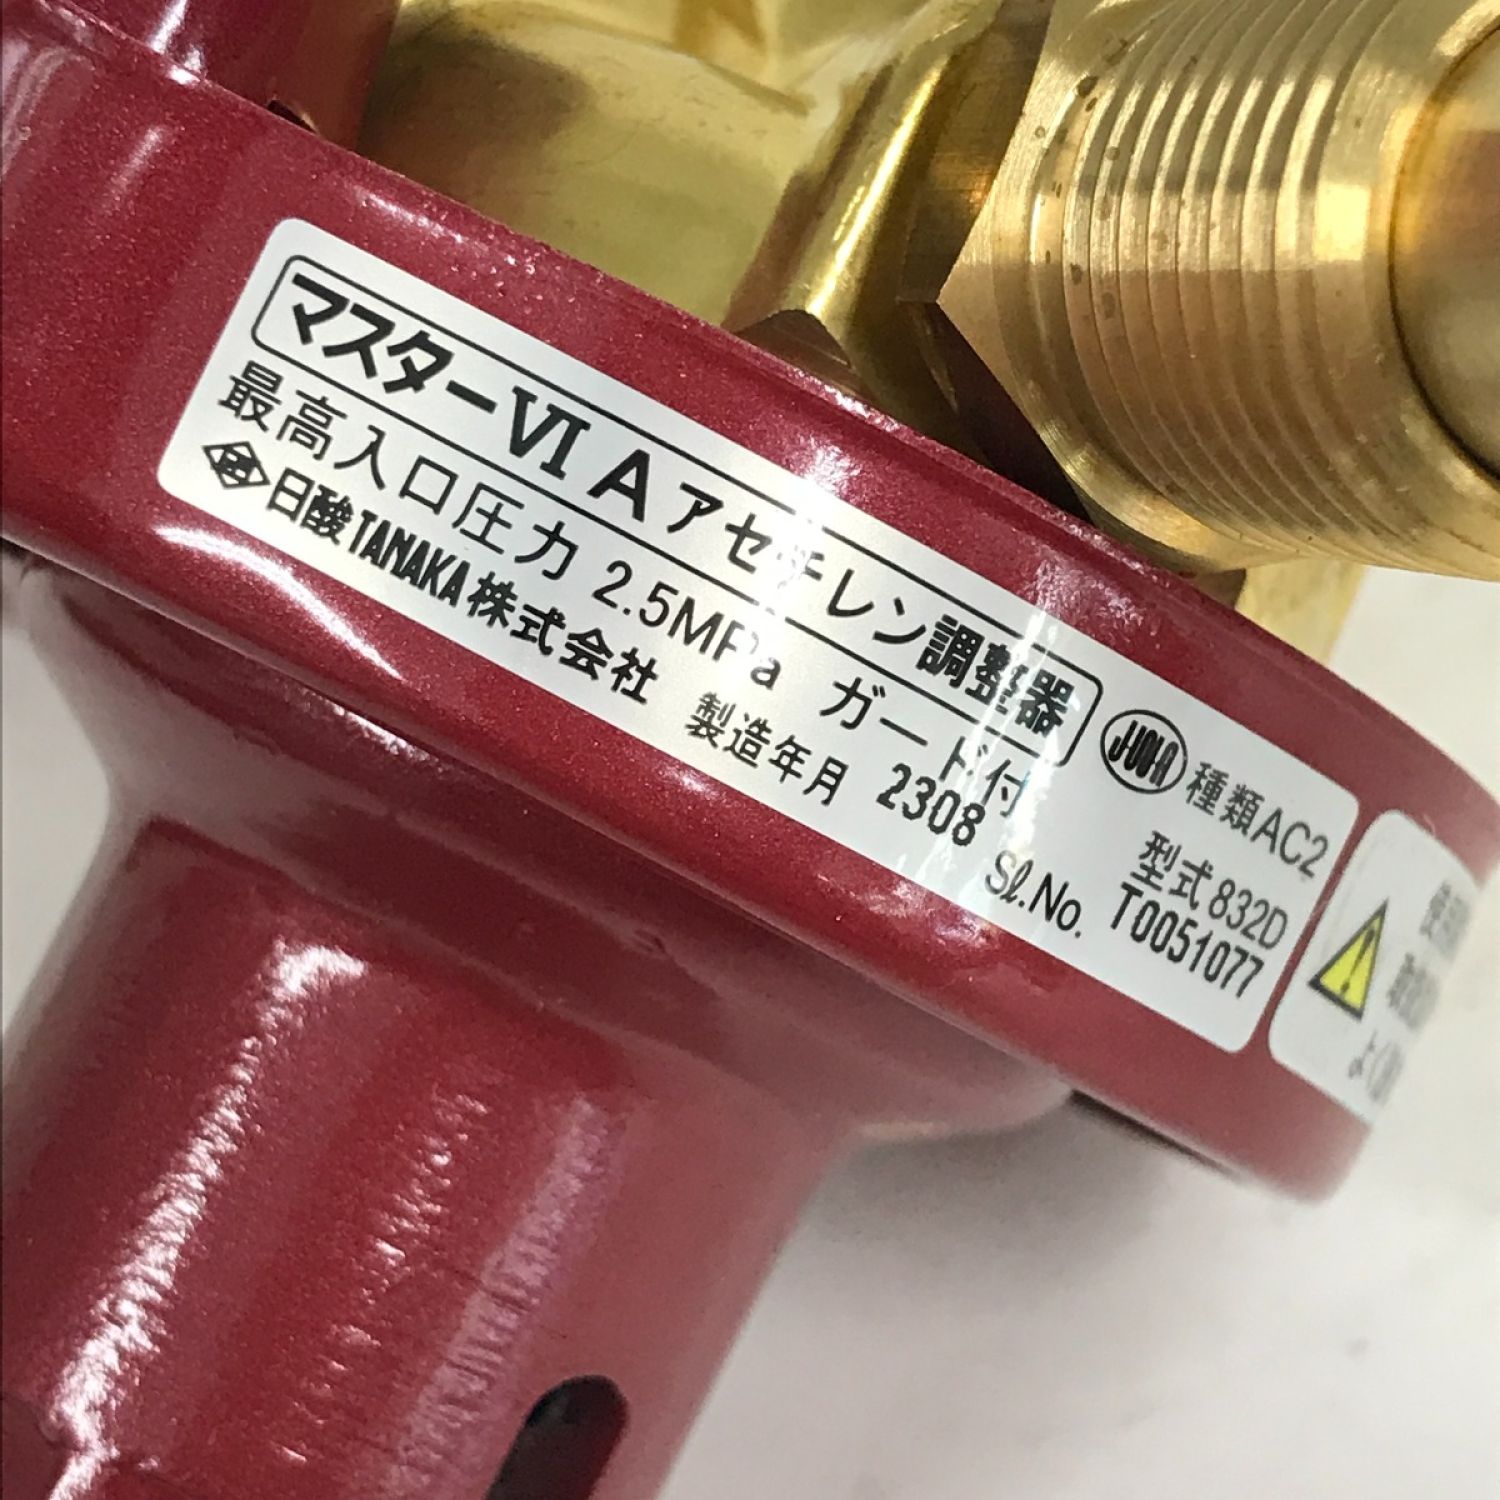 マスターⅥ A アセチレン調整器 種類AC2
最高入口圧力 2.5MPa ガード付 型式 832D
日酸TANAKA株式会社 製造年月 2308 Sℓ.No. T0051077